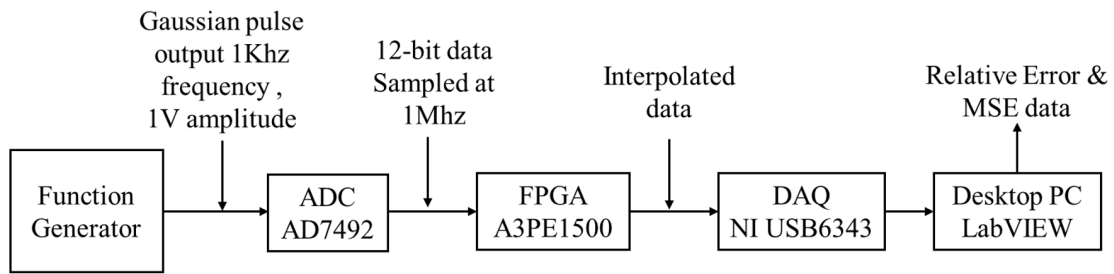 Gaussian pulse
output 1Khz
frequency ,
1V amplitude
12-bit data
Sampled at
1Mhz
Interpolated
data
Relative Error &
MSE data
Function
Generator
ADC
AD7492
FPGA
A3PE1500
DAQ
NI USB6343
Desktop PC
LabVIEW